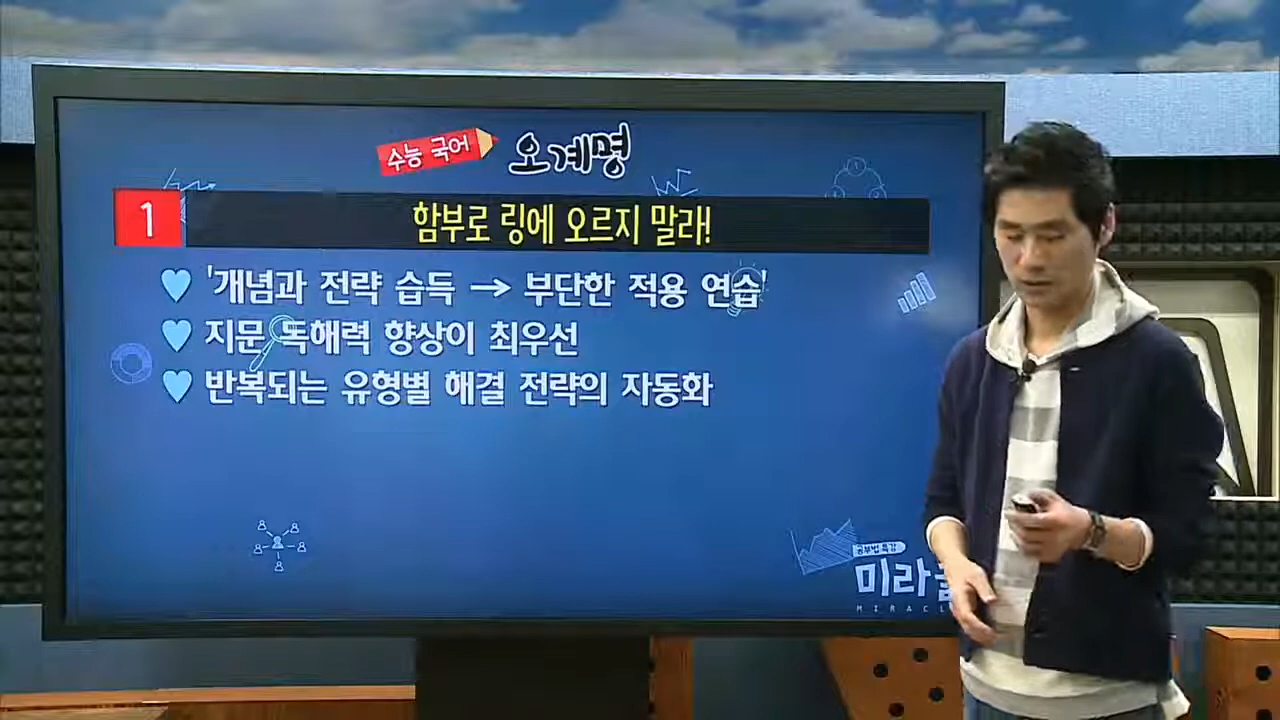 수능 국어 오계명
1 함부로 링에 오르지 말라!
'개념과 전략 습득 → 부단한 적용 연습'
지문 독해력 향상이 최우선
반복되는 유형별 해결 전략의 자동화
공부법 특강
미라
MIRACL